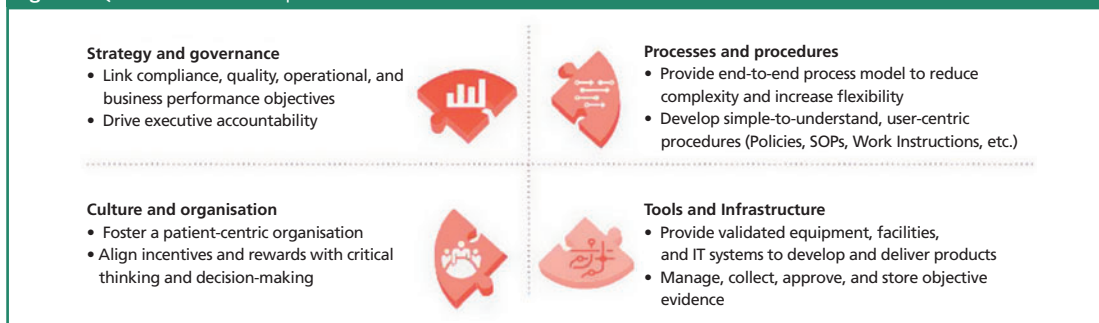 Strategy and governance
• Link compliance, quality, operational, and
business performance objectives
• Drive executive accountability
Processes and procedures
• Provide end-to-end process model to reduce
complexity and increase flexibility
• Develop simple-to-understand, user-centric
procedures (Policies, SOPs, Work Instructions, etc.)
Culture and organisation
• Foster a patient-centric organisation
• Align incentives and rewards with critical
thinking and decision-making
Tools and Infrastructure
• Provide validated equipment, facilities,
and IT systems to develop and deliver products
• Manage, collect, approve, and store objective
evidence